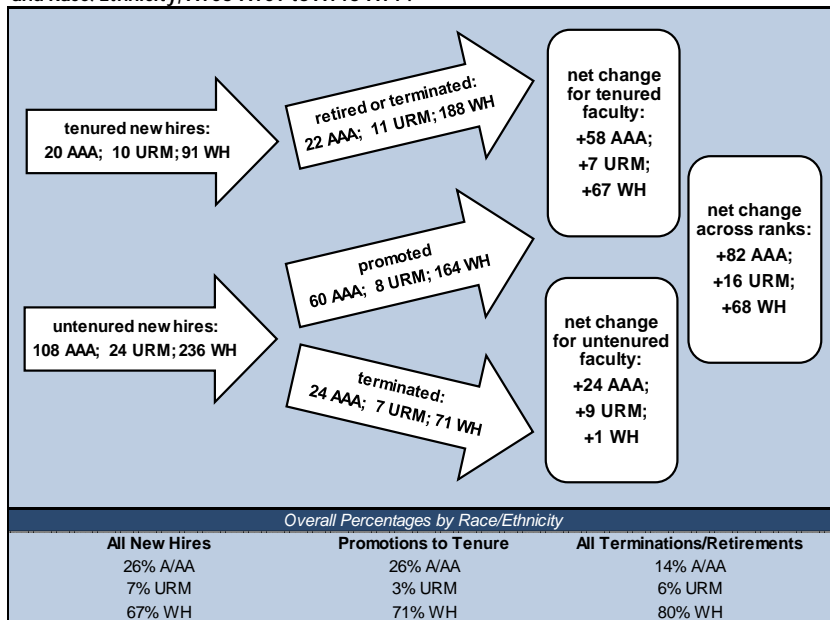 and Race/Ethnicity,
tenured new hires:
20 AAA; 10 URM; 91 WH
retired or terminated:
22 AAA; 11 URM; 188 WH
net change
for tenured
faculty:
+58 AAA;
+7 URM;
+67 WH
net change
across ranks:
+82 AAA;
+16 URM;
+68 WH
promoted
60 AAA; 8 URM; 164 WH
untenured new hires:
108 AAA; 24 URM; 236 WH
terminated:
24 AAA; 7 URM; 71 WH
net change
for untenured
faculty:
+24 AAA;
+9 URM;
+1 WH
Overall Percentages by Race/Ethnicity
All New Hires Promotions to Tenure All Terminations/Retirements
26% A/AA 26% A/AA 14% A/AA
7% URM 3% URM 6% URM
67% WH 71% WH 80% WH